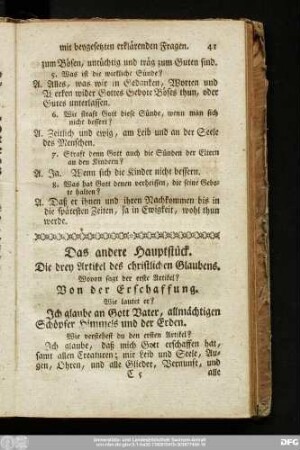 mit beygesetzten erklärenden Fragen. 41
zum Bösen, untüchtig und träg zum Guten sind.
5. Was ist die wirkliche Sünde?
A. Alles, was wir in Gedanken, Worten und
Werken wider Gottes Gebote Böses thun, oder
Gutes unterlassen.
6. Wie straft Gott diese Sünde, wenn man sich
nicht bessert?
A. Zeitlich und ewig, am Leib und an der Seele
des Menschen.
7. Straft denn Gott auch die Sünden der Eltern
an den Kindern?
A. Ja. Wenn sich die Kinder nicht bessern.
8. Was hat Gott denen verheissen, die seine Gebo-
te halten?
A. Daß er ihnen und ihren Nachkommen bis in
die spätesten Zeiten, ja in Ewigkeit, wohl thun
werde.
Das andere Hauptstück.
Die drey Artikel des christlichen Glaubens.
Wovon sagt der erste Artikel?
Von der Erschaffung.
Wie lautet er?
Ich glaube an Gott Vater, allmächtigen
Schöpfer Himmels und der Erden.
Wie verstehest du den ersten Artikel?
Ich glaube, daß mich Gott erschaffen hat,
samt allen Creaturen; mir Leib und Seele, Au-
gen, Ohren, und alle Glieder, Vernunft, und
C 5 alle